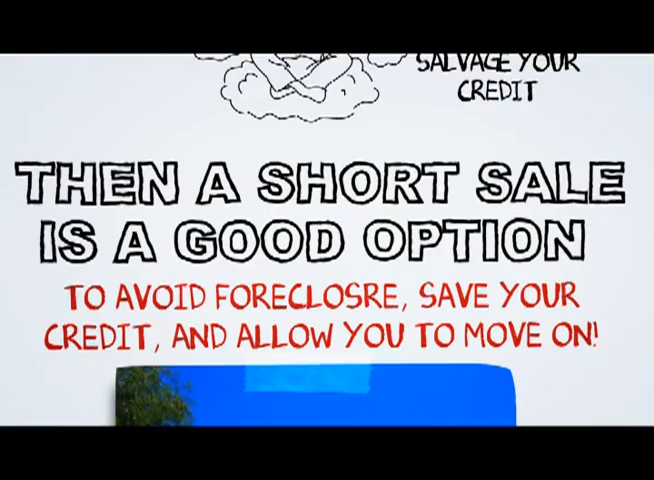 SALVAGE YOUR
CREDIT
THEN A SHORT SALE
IS A GOOD OPTION
TO AVOID FORECLOSRE, SAVE YOUR
CREDIT, AND ALLOW YOU TO MOVE ON!